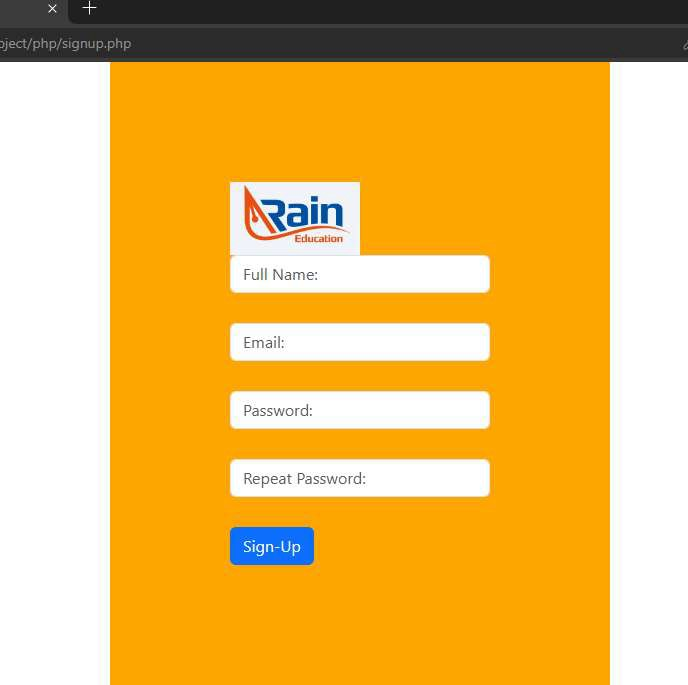 oject/php/signup.php
Rain
Education
Full Name:
Email:
Password:
Repeat Password:
Sign-Up